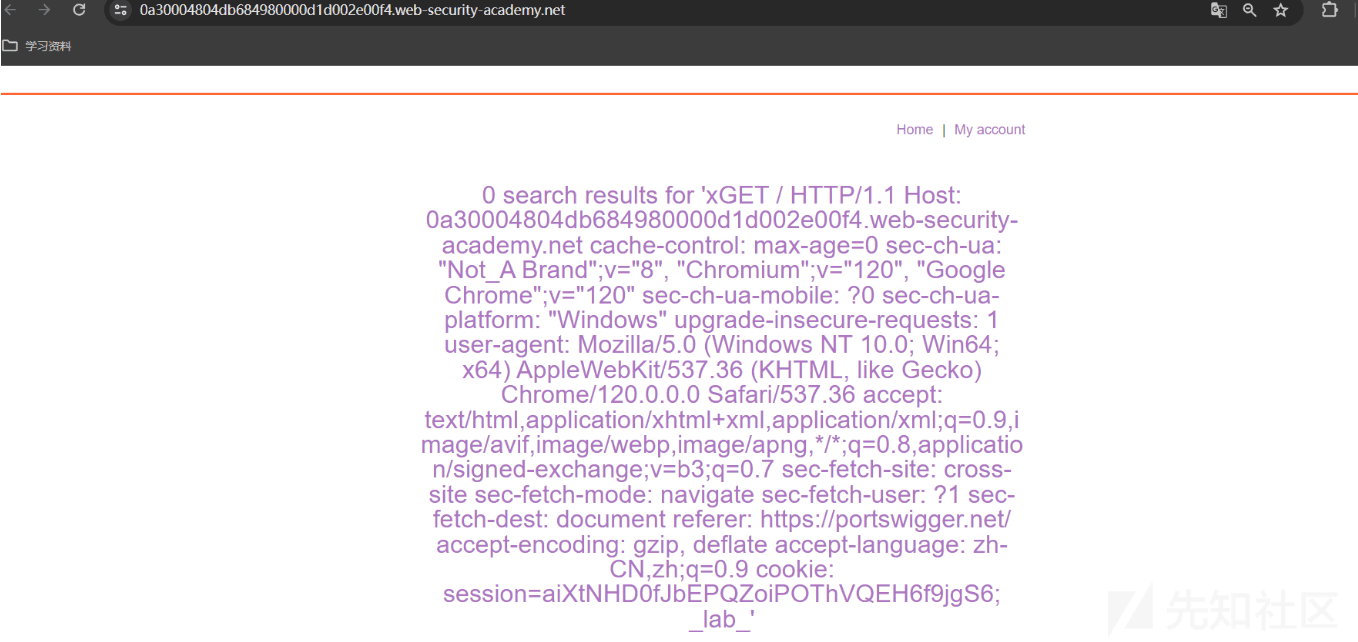 0a30004804db684980000d1d002e00f4.web-security-academy.net
学习资料
Home | My account
0 search results for 'xGET / HTTP/1.1 Host:
0a30004804db684980000d1d002e00f4.web-security-
academy.net cache-control: max-age=0 sec-ch-ua:
"Not_A Brand";v="8", "Chromium";v="120", "Google
Chrome";v="120" sec-ch-ua-mobile: ?0 sec-ch-ua-
platform: "Windows" upgrade-insecure-requests: 1
user-agent: Mozilla/5.0 (Windows NT 10.0; Win64;
x64) AppleWebKit/537.36 (KHTML, like Gecko)
Chrome/120.0.0.0 Safari/537.36 accept:
text/html,application/xhtml+xml,application/xml;q=0.9,i
mage/avif,image/webp,image/apng,*/*;q=0.8,applicatio
n/signed-exchange;v=b3;q=0.7 sec-fetch-site: cross-
site sec-fetch-mode: navigate sec-fetch-user: ?1 sec-
fetch-dest: document referer: https://portswigger.net/
accept-encoding: gzip, deflate accept-language: zh-
CN,zh;q=0.9 cookie:
session=aiXtNHD0fJbEPQZoiPOThVQEH6f9jgS6;
_lab_'
先知社区